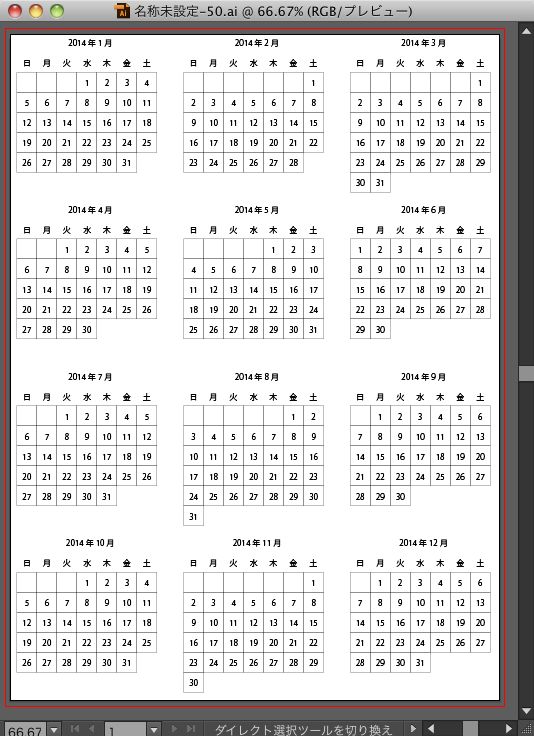 名称未設定-50.ai @ 66.67% (RGB/プレビュー)
2014年1月
日 月 火 水 木 金 土
1 2 3 4
5 6 7 8 9 10 11
12 13 14 15 16 17 18
19 20 21 22 23 24 25
26 27 28 29 30 31
2014年2月
日 月 火 水 木 金 土
1
2 3 4 5 6 7 8
9 10 11 12 13 14 15
16 17 18 19 20 21 22
23 24 25 26 27 28
2014年3月
日 月 火 水 木 金 土
1
2 3 4 5 6 7 8
9 10 11 12 13 14 15
16 17 18 19 20 21 22
23 24 25 26 27 28 29
30 31
2014年4月
日 月 火 水 木 金 土
1 2 3 4 5
6 7 8 9 10 11 12
13 14 15 16 17 18 19
20 21 22 23 24 25 26
27 28 29 30
2014年5月
日 月 火 水 木 金 土
1 2 3
4 5 6 7 8 9 10
11 12 13 14 15 16 17
18 19 20 21 22 23 24
25 26 27 28 29 30 31
2014年6月
日 月 火 水 木 金 土
1 2 3 4 5 6 7
8 9 10 11 12 13 14
15 16 17 18 19 20 21
22 23 24 25 26 27 28
29 30
2014年7月
日 月 火 水 木 金 土
1 2 3 4 5
6 7 8 9 10 11 12
13 14 15 16 17 18 19
20 21 22 23 24 25 26
27 28 29 30 31
2014年8月
日 月 火 水 木 金 土
1 2
3 4 5 6 7 8 9
10 11 12 13 14 15 16
17 18 19 20 21 22 23
24 25 26 27 28 29 30
31
2014年9月
日 月 火 水 木 金 土
1 2 3 4 5 6
7 8 9 10 11 12 13
14 15 16 17 18 19 20
21 22 23 24 25 26 27
28 29 30
2014年10月
日 月 火 水 木 金 土
1 2 3 4
5 6 7 8 9 10 11
12 13 14 15 16 17 18
19 20 21 22 23 24 25
26 27 28 29 30 31
2014年11月
日 月 火 水 木 金 土
1
2 3 4 5 6 7 8
9 10 11 12 13 14 15
16 17 18 19 20 21 22
23 24 25 26 27 28 29
30
2014年12月
日 月 火 水 木 金 土
1 2 3 4 5 6
7 8 9 10 11 12 13
14 15 16 17 18 19 20
21 22 23 24 25 26 27
28 29 30 31
66.67 1 ダイレクト選択ツールを切り換え